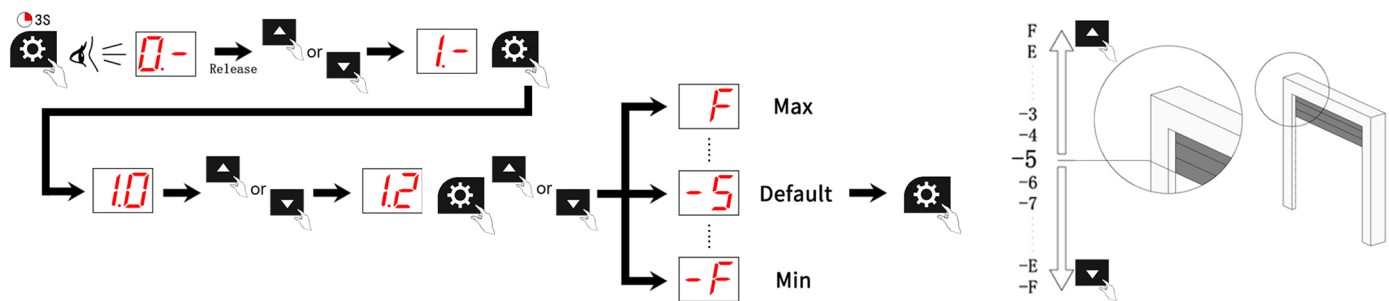 3S
0.-
Release
or
1.-
1.0
or
1.2
or
F Max
-5 Default
-F Min
F
E
-3
-4
-5
-6
-7
-E
-F